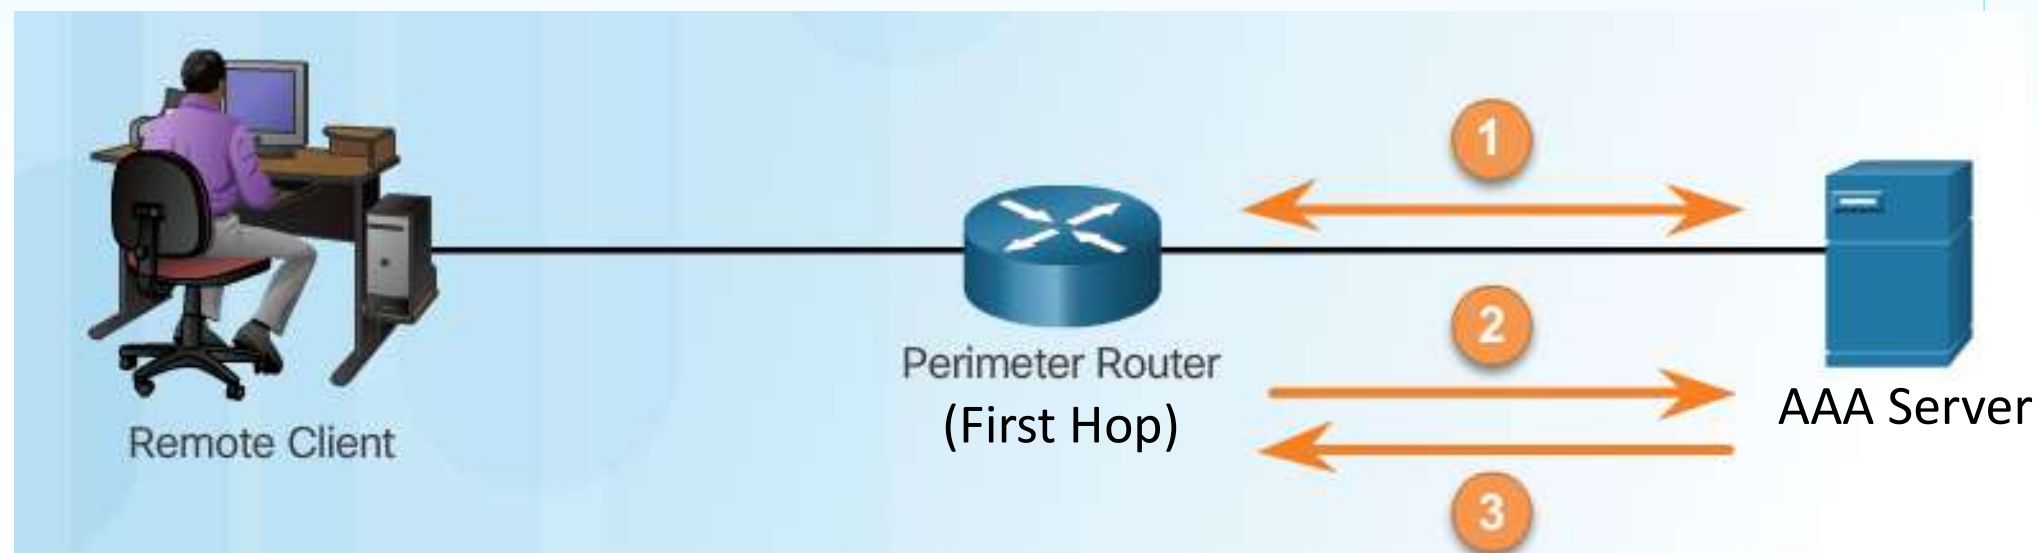 1
2
Perimeter Router
(First Hop)
AAA Server
Remote Client
3